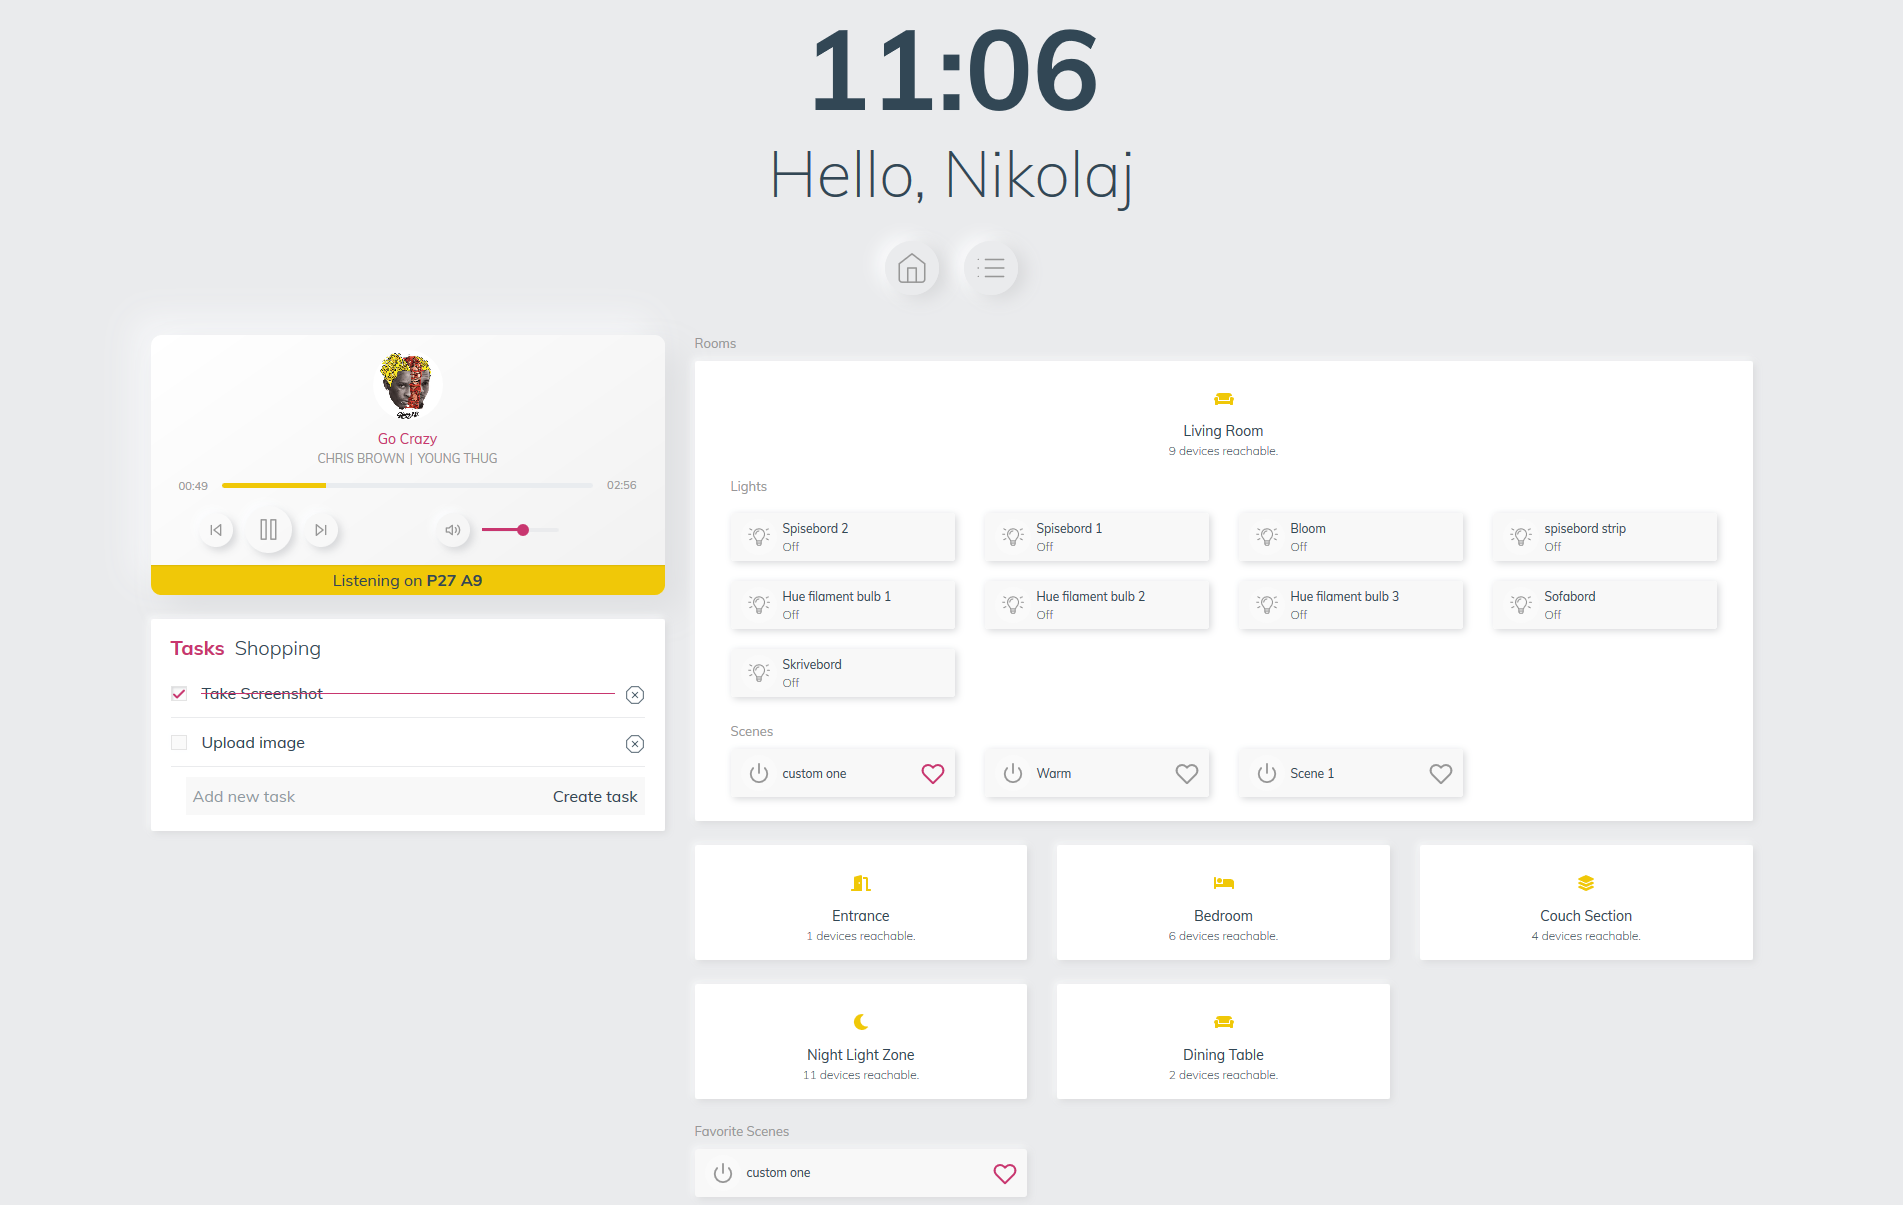 11:06
Hello, Nikolaj
Go Crazy
CHRIS BROWN | YOUNG THUG
00:49
02:56
Listening on P27 A9
Tasks Shopping
Take Screenshot
Upload image
Add new task
Create task
Rooms
Living Room
9 devices reachable.
Lights
Spisebord 2
Off
Spisebord 1
Off
Bloom
Off
spisebord strip
Off
Hue filament bulb 1
Off
Hue filament bulb 2
Off
Hue filament bulb 3
Off
Sofabord
Off
Skrivebord
Off
Scenes
custom one
Warm
Scene 1
Entrance
1 devices reachable.
Bedroom
6 devices reachable.
Couch Section
4 devices reachable.
Night Light Zone
11 devices reachable.
Dining Table
2 devices reachable.
Favorite Scenes
custom one